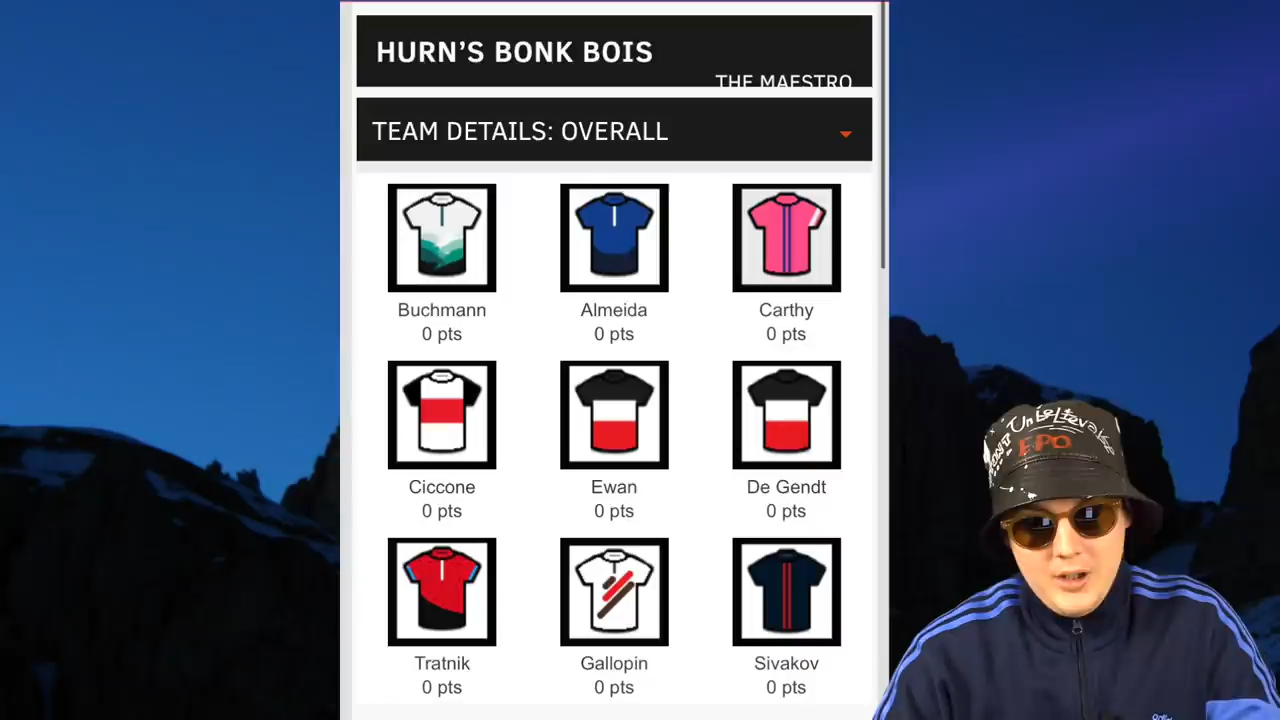 HURN'S BONK BOIS
THE MAESTRO
TEAM DETAILS: OVERALL
Buchmann
0 pts
Almeida
0 pts
Carthy
0 pts
Ciccone
0 pts
Ewan
0 pts
De Gendt
0 pts
Tratnik
0 pts
Gallopin
0 pts
Sivakov
0 pts
EPO